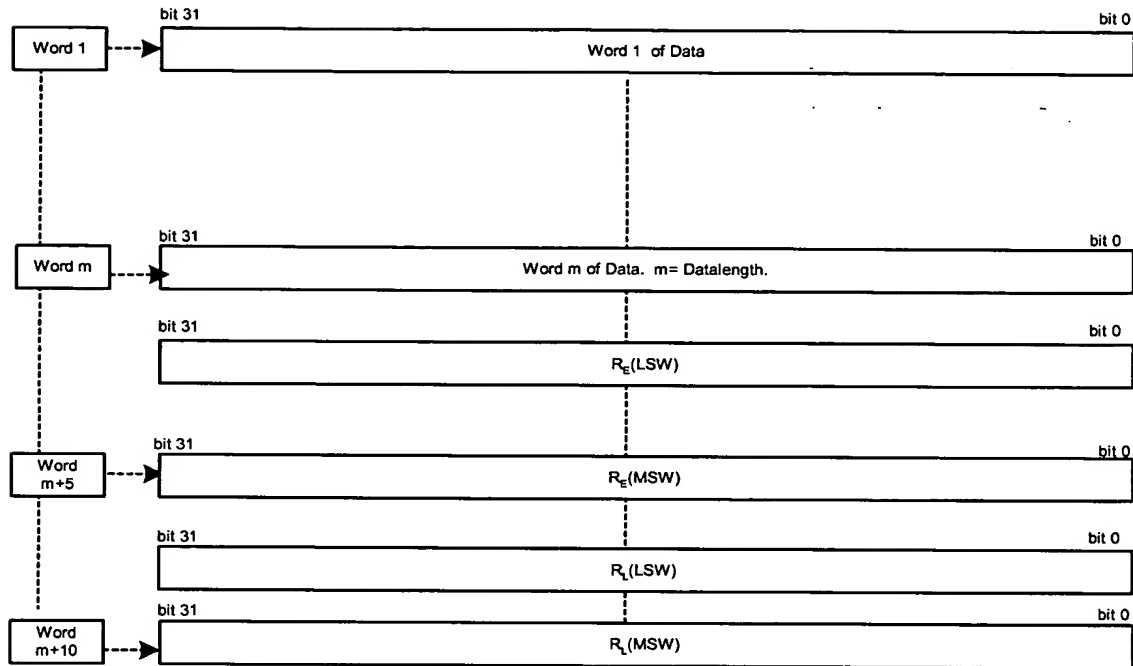 bit 31 bit 0
Word 1 Word 1 of Data
bit 31 bit 0
Word m Word m of Data. m= Datalength.
bit 31 bit 0
R_E(LSW)
bit 31 bit 0
Word
m+5 R_E(MSW)
bit 31 bit 0
R_L(LSW)
bit 31 bit 0
Word
m+10 R_L(MSW)